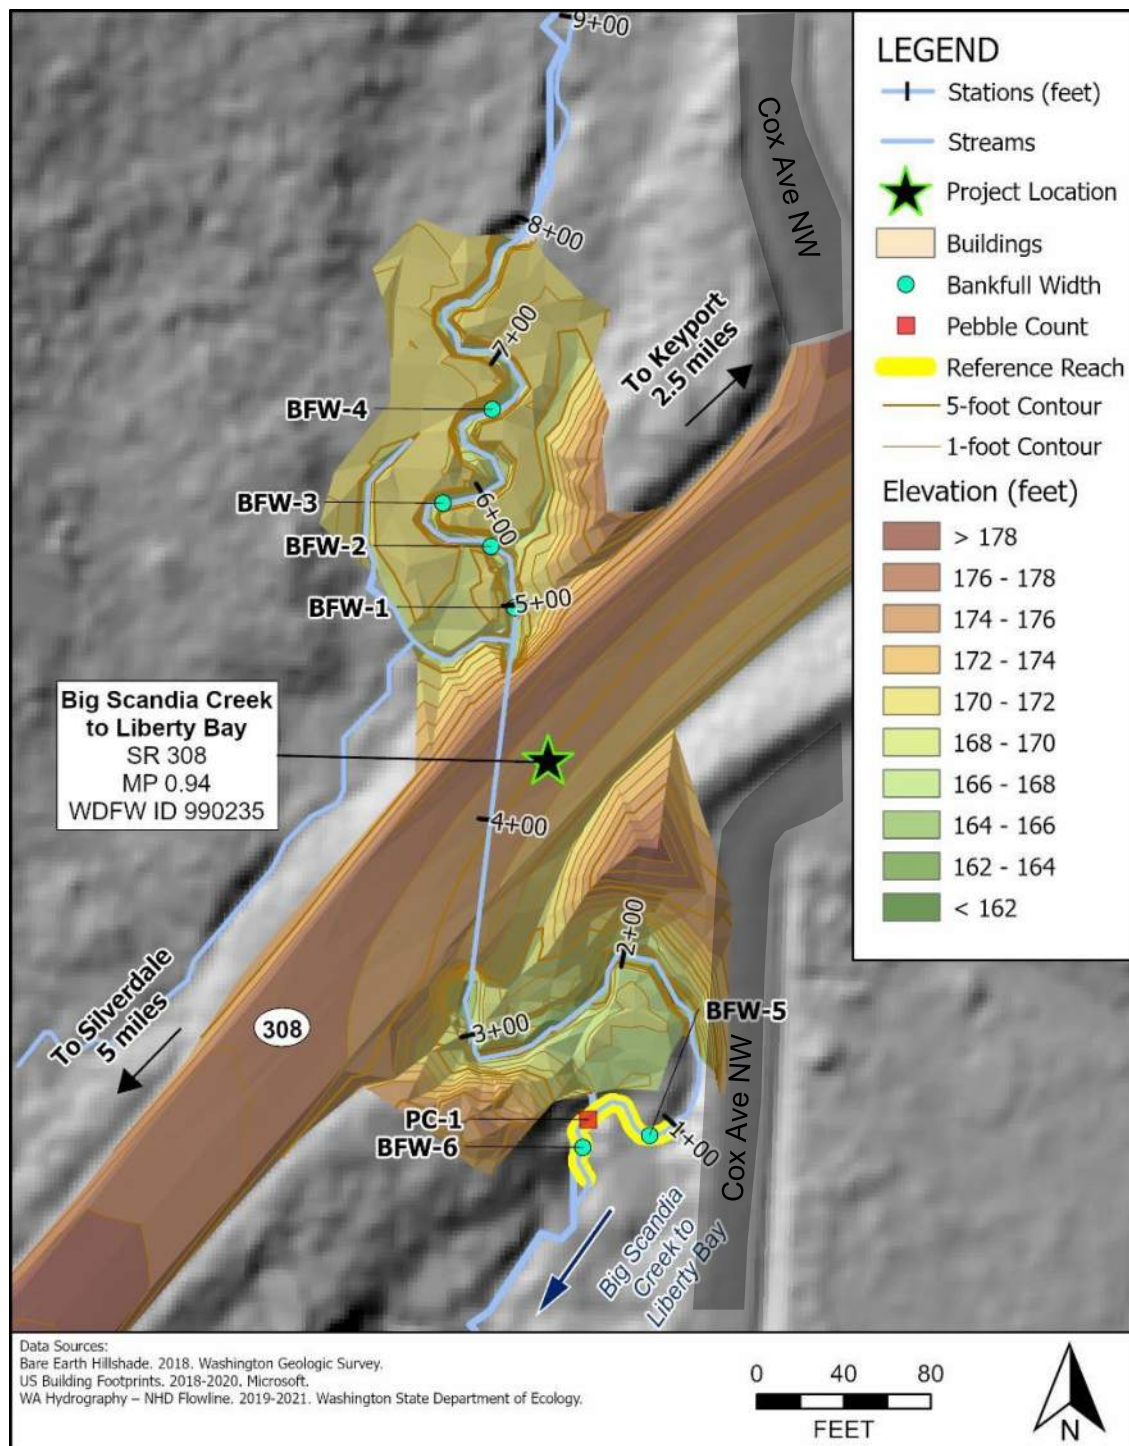 9+00
Cox Ave NW
8+00
7+00
To Keyport
2.5 miles
BFW-4
BFW-3
6+00
BFW-2
BFW-1
5+00
Big Scandia Creek
to Liberty Bay
SR 308
MP 0.94
WDFW ID 990235
4+00
2+00
To Silverdale
5 miles
308
3+00
BFW-5
PC-1
BFW-6
1+00
Cox Ave NW
Big Scandia
Creek to
Liberty Bay
LEGEND
Stations (feet)
Streams
Project Location
Buildings
Bankfull Width
Pebble Count
Reference Reach
5-foot Contour
1-foot Contour
Elevation (feet)
> 178
176 - 178
174 - 176
172 - 174
170 - 172
168 - 170
166 - 168
164 - 166
162 - 164
< 162
Data Sources:
Bare Earth Hillshade. 2018. Washington Geologic Survey.
US Building Footprints. 2018-2020. Microsoft.
WA Hydrography – NHD Flowline. 2019-2021. Washington State Department of Ecology.
0 40 80
FEET
N